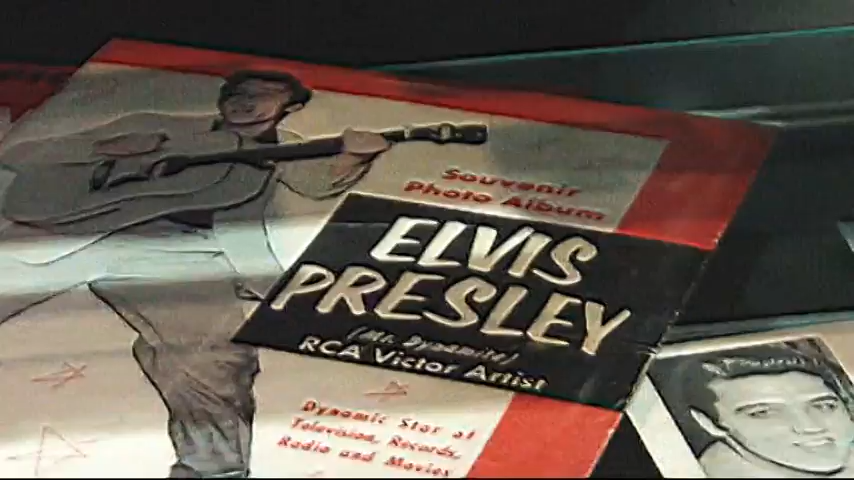 Souvenir
Photo Album
ELVIS
PRESLEY
(Mr. Dynamite)
RCA Victor Artist
Dynamic Star of
Television, Records,
Radio and Movies